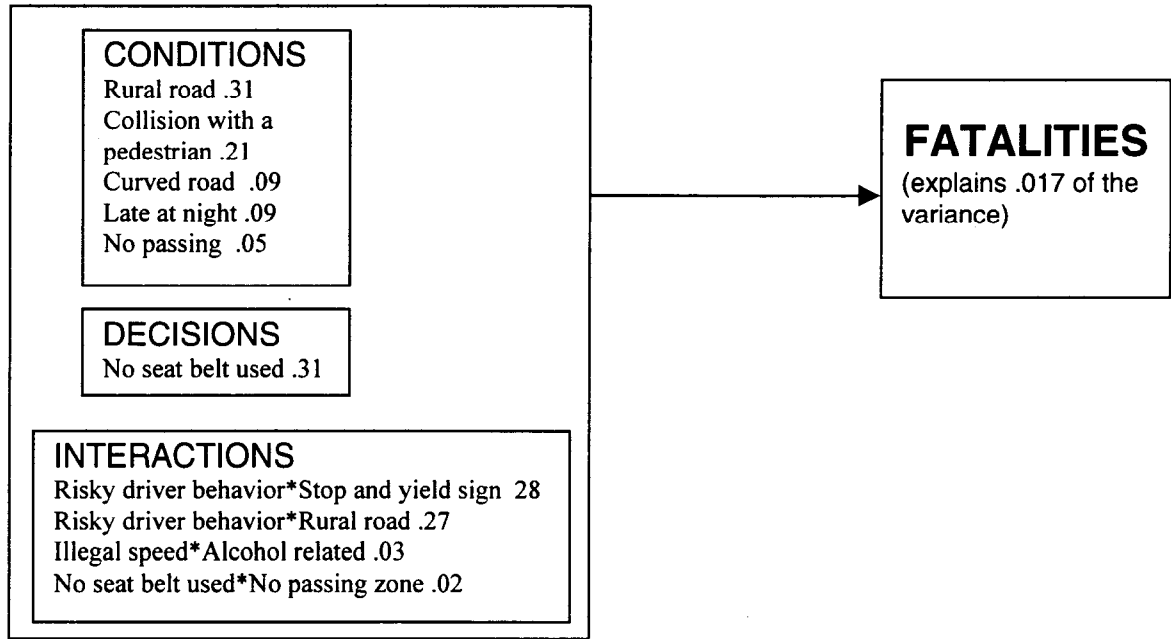 CONDITIONS
Rural road .31
Collision with a
pedestrian .21
Curved road .09
Late at night .09
No passing .05
DECISIONS
No seat belt used .31
INTERACTIONS
Risky driver behavior*Stop and yield sign 28
Risky driver behavior*Rural road .27
Illegal speed*Alcohol related .03
No seat belt used*No passing zone .02
FATALITIES
(explains .017 of the
variance)